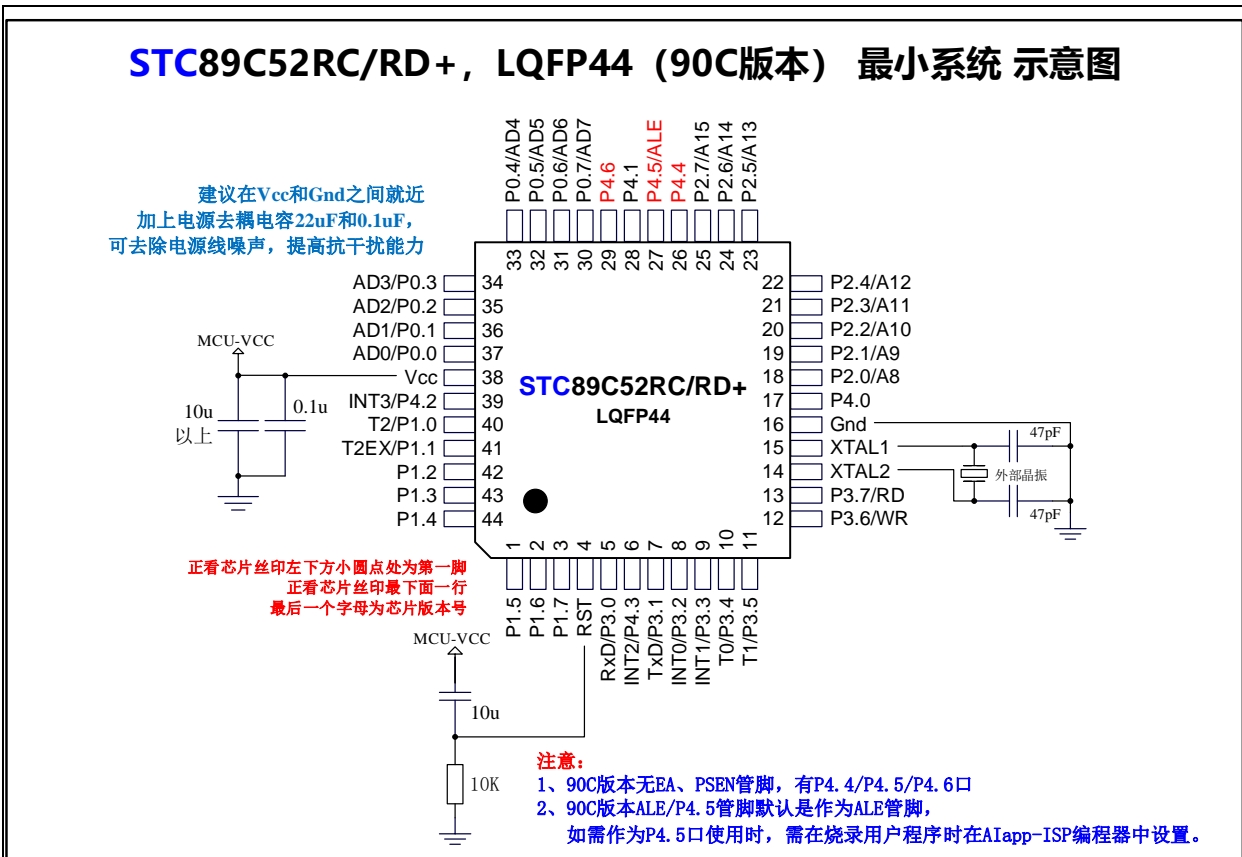 STC89C52RC/RD+，LQFP44（90C版本） 最小系统 示意图
建议在Vcc和Gnd之间就近
加上电源去耦电容22uF和0.1uF，
可去除电源线噪声，提高抗干扰能力
P0.4/AD4
P0.5/AD5
P0.6/AD6
P0.7/AD7
P4.6
P4.1
P4.5/ALE
P4.4
P2.7/A15
P2.6/A14
P2.5/A13
33 32 31 30 29 28 27 26 25 24 23
AD3/P0.3 34
AD2/P0.2 35
AD1/P0.1 36
AD0/P0.0 37
Vcc 38
INT3/P4.2 39
T2/P1.0 40
T2EX/P1.1 41
P1.2 42
P1.3 43
P1.4 44
MCU-VCC
10u
以上
0.1u
STC89C52RC/RD+
LQFP44
22 P2.4/A12
21 P2.3/A11
20 P2.2/A10
19 P2.1/A9
18 P2.0/A8
17 P4.0
16 Gnd
15 XTAL1
14 XTAL2
13 P3.7/RD
12 P3.6/WR
47pF
外部晶振
47pF
1 2 3 4 5 6 7 8 9 10 11
P1.5
P1.6
P1.7
RST
RxD/P3.0
INT2/P4.3
TxD/P3.1
INT0/P3.2
INT1/P3.3
T0/P3.4
T1/P3.5
正看芯片丝印左下方小圆点处为第一脚
正看芯片丝印最下面一行
最后一个字母为芯片版本号
MCU-VCC
10u
10K
注意：
1、90C版本无EA、PSEN管脚，有P4.4/P4.5/P4.6口
2、90C版本ALE/P4.5管脚默认是作为ALE管脚，
如需作为P4.5口使用时，需在烧录用户程序时在AIapp-ISP编程器中设置。